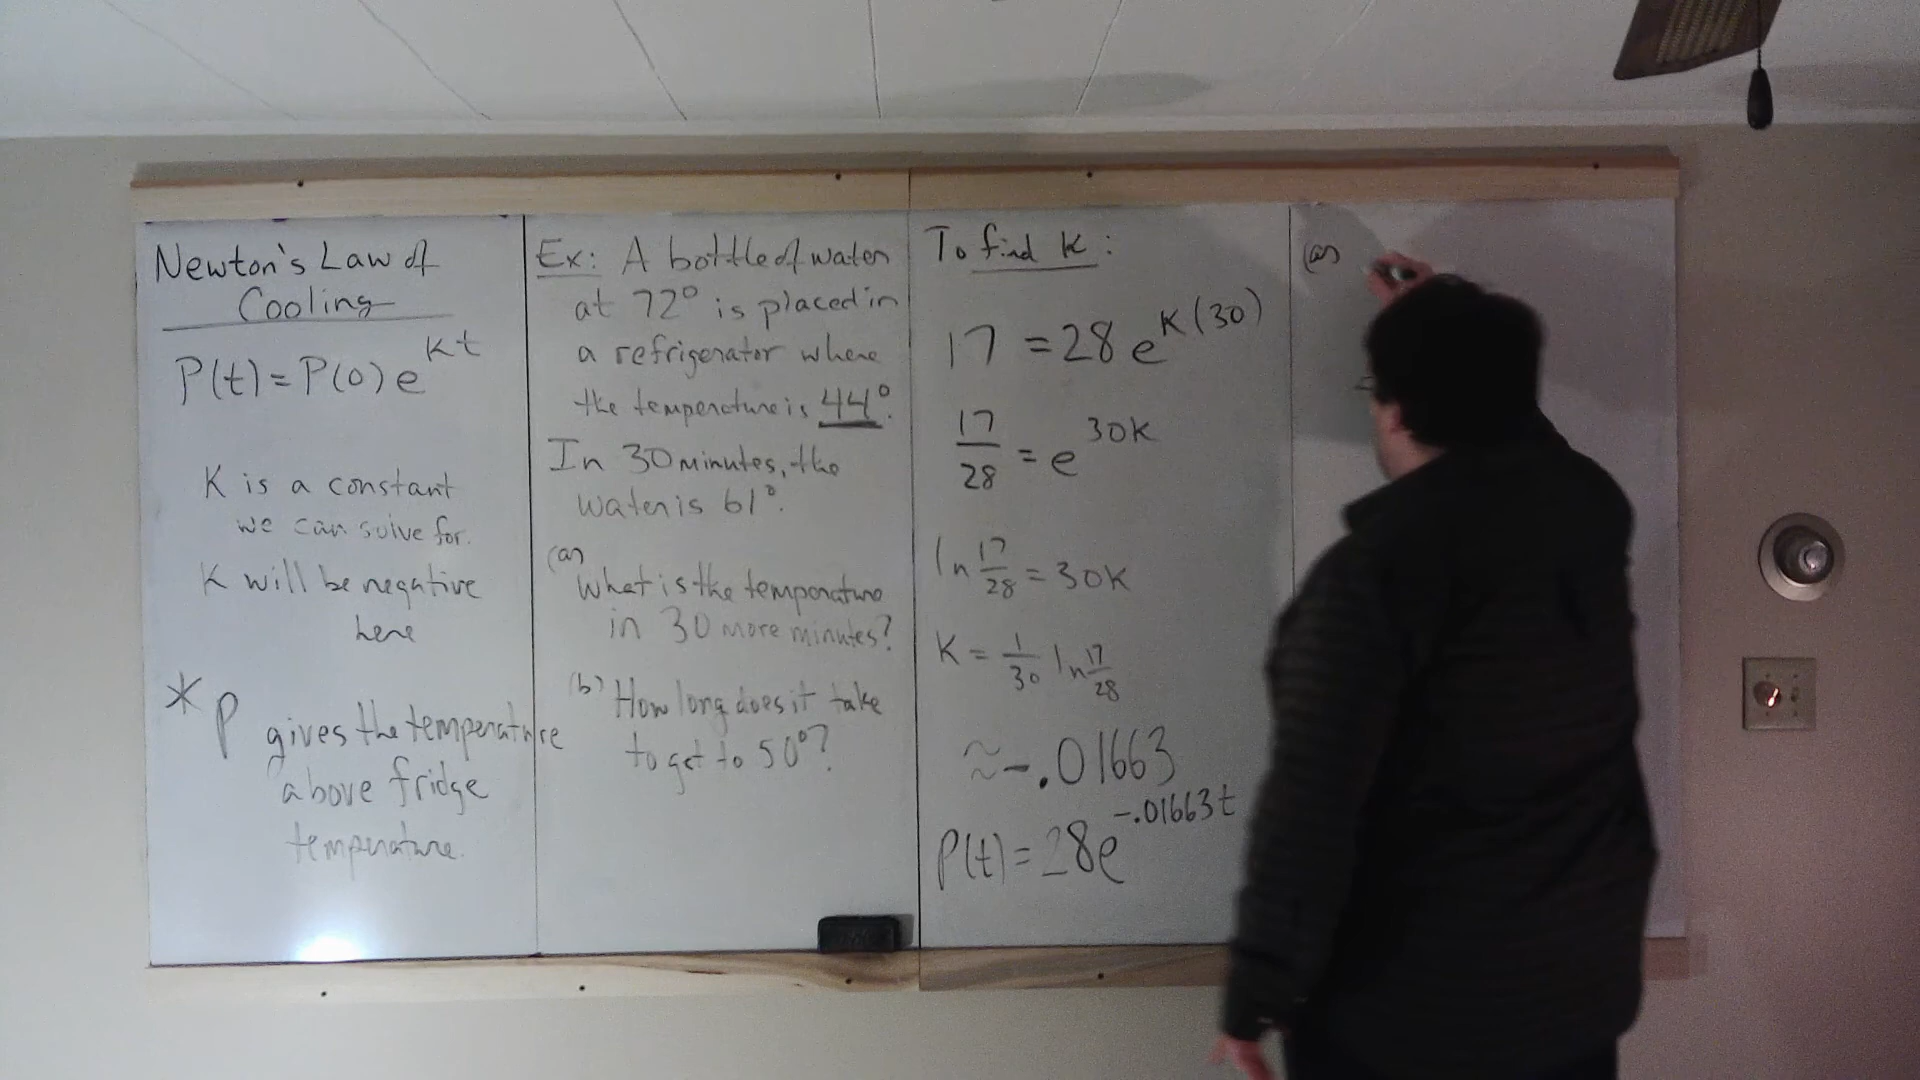 Newton's Law of
Cooling
P(t) = P(0) e^{kt}
K is a constant
we can solve for.
K will be negative
here
* P gives the temperature
above fridge
temperature.
Ex: A bottle of water
at 72° is placed in
a refrigerator where
the temperature is 44°.
In 30 minutes, the
water is 61°.
(a)
What is the temperature
in 30 more minutes?
(b) How long does it take
to get to 50°?
To find K:
17 = 28 e^{K(30)}
17/28 = e^{30K}
ln 17/28 = 30K
K = 1/30 ln 17/28
≈ -.01663
P(t) = 28e^{-.01663t}
(a)
=